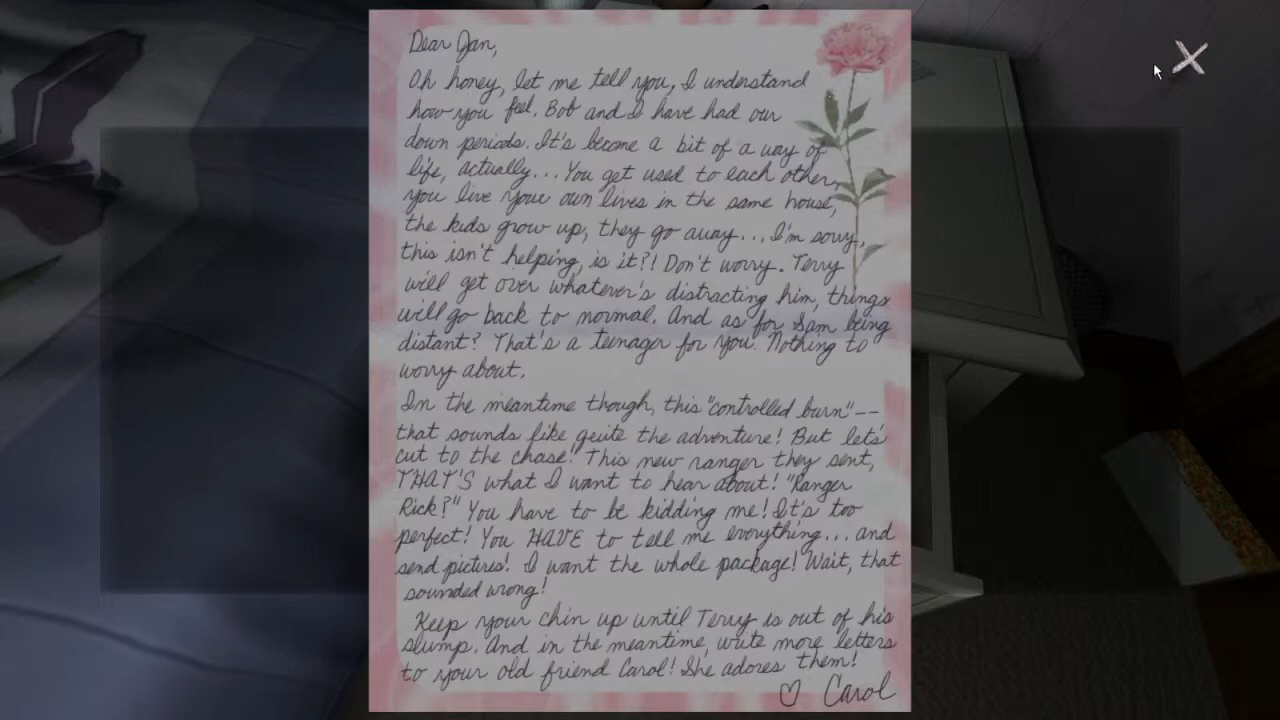 Dear Jan,
Oh honey, let me tell you, I understand
how you feel. Bob and I have had our
down periods. It's become a bit of a way of
life, actually... You get used to each other,
you live your own lives in the same house,
the kids grow up, they go away... I'm sorry,
this isn't helping, is it?! Don't worry. Terry
will get over whatever's distracting him, things
will go back to normal. And as for Sam being
distant? That's a teenager for you. Nothing to
worry about.
In the meantime though, this "controlled burn"--
that sounds like quite the adventure! But let's
cut to the chase! This new ranger they sent,
THAT'S what I want to hear about! "Ranger
Rick?" You have to be kidding me! It's too
perfect! You HAVE to tell me everything... and
send pictures! I want the whole package! Wait, that
sounded wrong!
Keep your chin up until Terry is out of his
slump. And in the meantime, write more letters
to your old friend Carol! She adores them!
♡ Carol